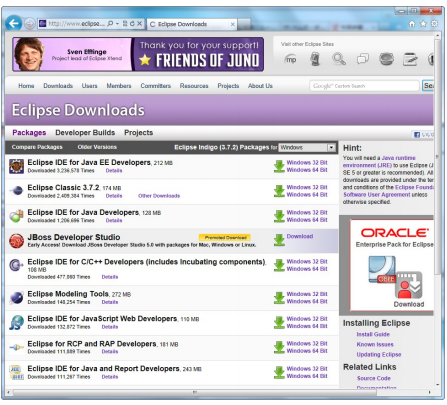 http://www.eclipse...
Eclipse Downloads
Sven Efftinge
Project lead of Eclipse Xtend
Thank you for your support!
FRIENDS OF JUNO
Visit other Eclipse Sites
Home Downloads Users Members Committers Resources Projects About Us
Google™ Custom Search
Eclipse Downloads
Packages Developer Builds Projects
Compare Packages Older Versions Eclipse Indigo (3.7.2) Packages for Windows
Eclipse IDE for Java EE Developers, 212 MB
Downloaded 3,236,578 Times Details
Windows 32 Bit
Windows 64 Bit
Eclipse Classic 3.7.2, 174 MB
Downloaded 2,409,384 Times Details Other Downloads
Windows 32 Bit
Windows 64 Bit
Eclipse IDE for Java Developers, 128 MB
Downloaded 1,206,696 Times Details
Windows 32 Bit
Windows 64 Bit
JBoss Developer Studio
Promoted Download
Download
Early Access! Download JBoss Developer Studio 5.0 with packages for Mac, Windows or Linux.
Eclipse IDE for C/C++ Developers (includes Incubating components),
108 MB
Downloaded 477,000 Times Details
Windows 32 Bit
Windows 64 Bit
Eclipse Modeling Tools, 272 MB
Downloaded 140,254 Times Details
Windows 32 Bit
Windows 64 Bit
Eclipse IDE for JavaScript Web Developers, 110 MB
Downloaded 132,872 Times Details
Windows 32 Bit
Windows 64 Bit
Eclipse for RCP and RAP Developers, 181 MB
Downloaded 111,889 Times Details
Windows 32 Bit
Windows 64 Bit
Eclipse IDE for Java and Report Developers, 243 MB
Downloaded 111,267 Times Details
Windows 32 Bit
Windows 64 Bit
Hint:
You will need a Java runtime
environment (JRE) to use Eclipse (J
SE 5 or greater is recommended). All
downloads are provided under the te
and conditions of the Eclipse Founda
Software User Agreement unless
otherwise specified.
ORACLE
Enterprise Pack for Eclipse
Download
Installing Eclipse
Install Guide
Known Issues
Updating Eclipse
Related Links
Source Code
Documentation